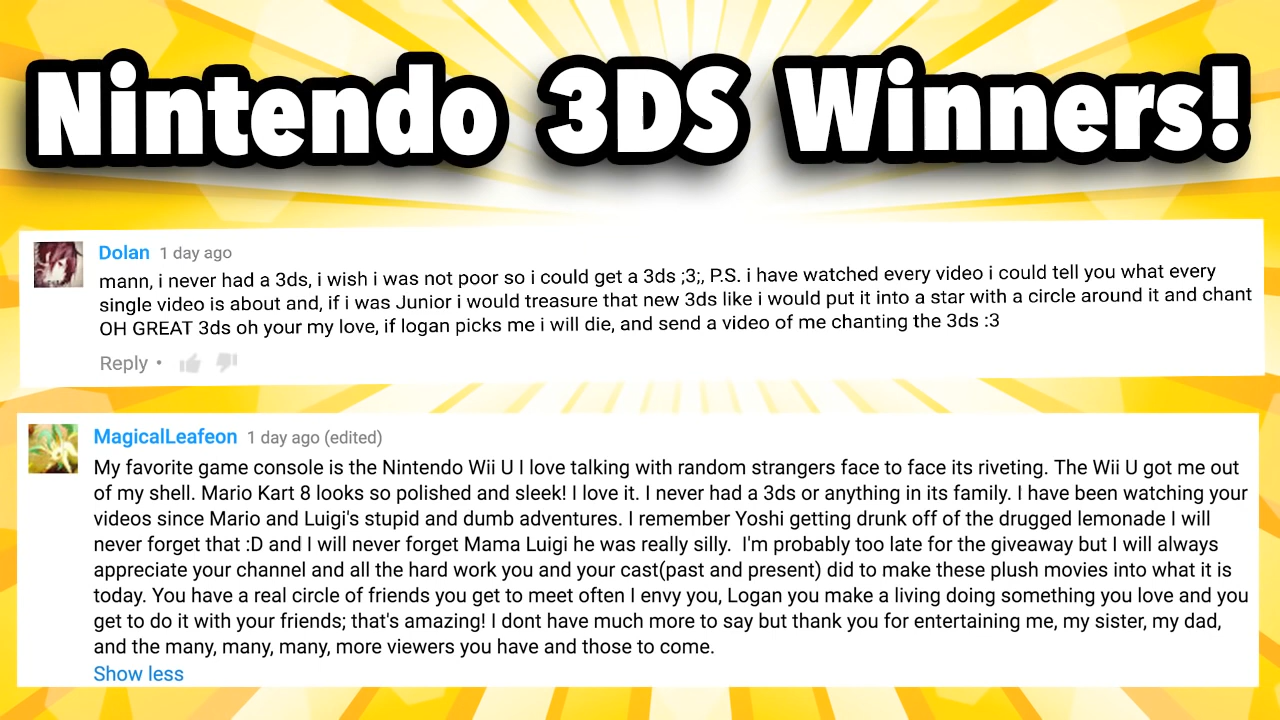 Nintendo 3DS Winners!
Dolan 1 day ago
mann, i never had a 3ds, i wish i was not poor so i could get a 3ds ;3;, P.S. i have watched every video i could tell you what every
single video is about and, if i was Junior i would treasure that new 3ds like i would put it into a star with a circle around it and chant
OH GREAT 3ds oh your my love, if logan picks me i will die, and send a video of me chanting the 3ds :3
Reply •
MagicalLeafeon 1 day ago (edited)
My favorite game console is the Nintendo Wii U I love talking with random strangers face to face its riveting. The Wii U got me out
of my shell. Mario Kart 8 looks so polished and sleek! I love it. I never had a 3ds or anything in its family. I have been watching your
videos since Mario and Luigi's stupid and dumb adventures. I remember Yoshi getting drunk off of the drugged lemonade I will
never forget that :D and I will never forget Mama Luigi he was really silly.  I'm probably too late for the giveaway but I will always
appreciate your channel and all the hard work you and your cast(past and present) did to make these plush movies into what it is
today. You have a real circle of friends you get to meet often I envy you, Logan you make a living doing something you love and you
get to do it with your friends; that's amazing! I dont have much more to say but thank you for entertaining me, my sister, my dad,
and the many, many, many, more viewers you have and those to come.
Show less